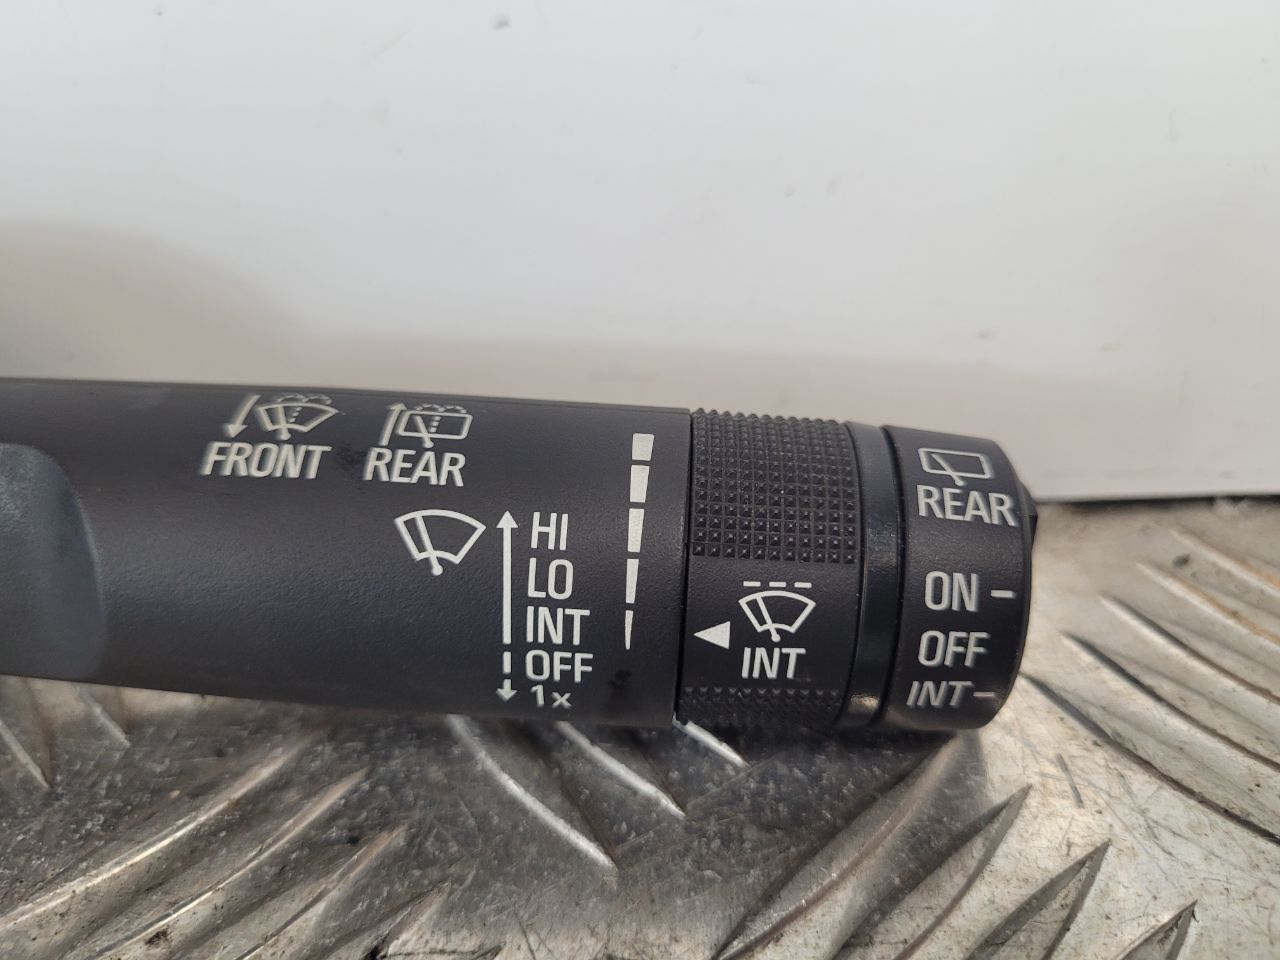 FRONT
REAR
HI
LO
INT
OFF
1x
INT
REAR
ON -
OFF
INT -